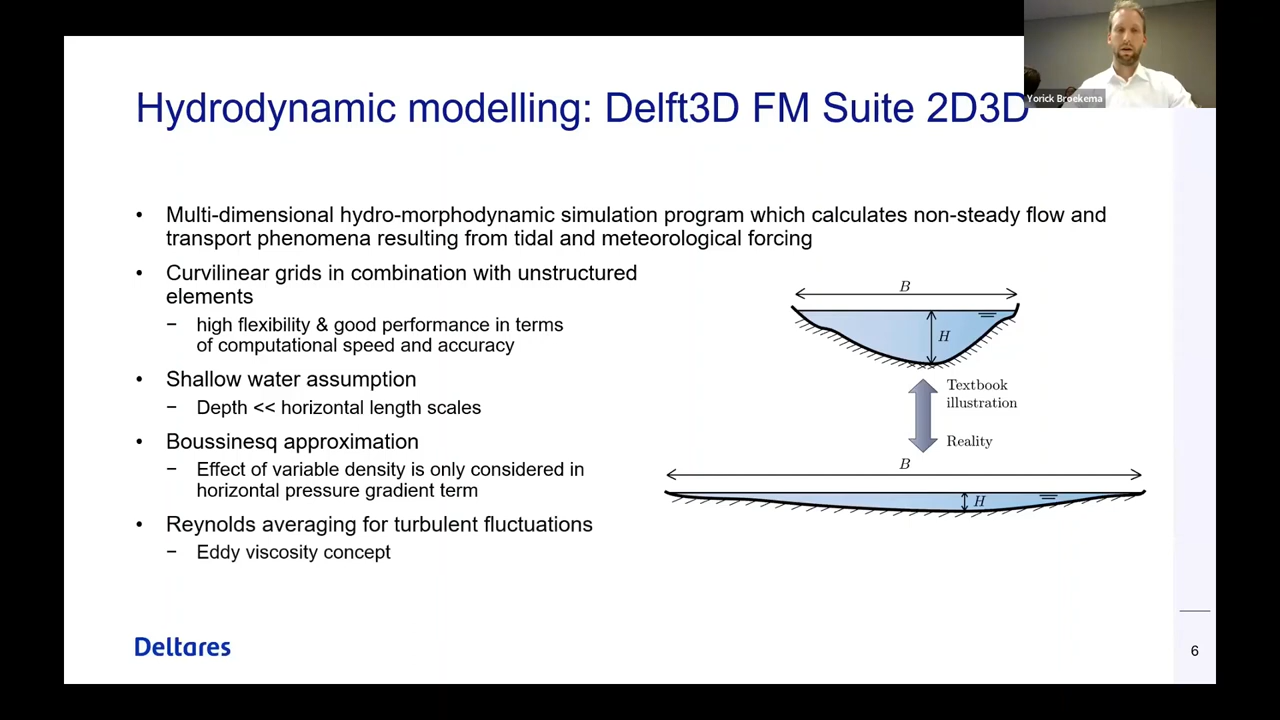 Yorick Broekema
Hydrodynamic modelling: Delft3D FM Suite 2D3D
• Multi-dimensional hydro-morphodynamic simulation program which calculates non-steady flow and
transport phenomena resulting from tidal and meteorological forcing
• Curvilinear grids in combination with unstructured
elements
− high flexibility & good performance in terms
of computational speed and accuracy
• Shallow water assumption
− Depth << horizontal length scales
• Boussinesq approximation
− Effect of variable density is only considered in
horizontal pressure gradient term
• Reynolds averaging for turbulent fluctuations
− Eddy viscosity concept
B
H
Textbook
illustration
Reality
B
H
Deltares
6